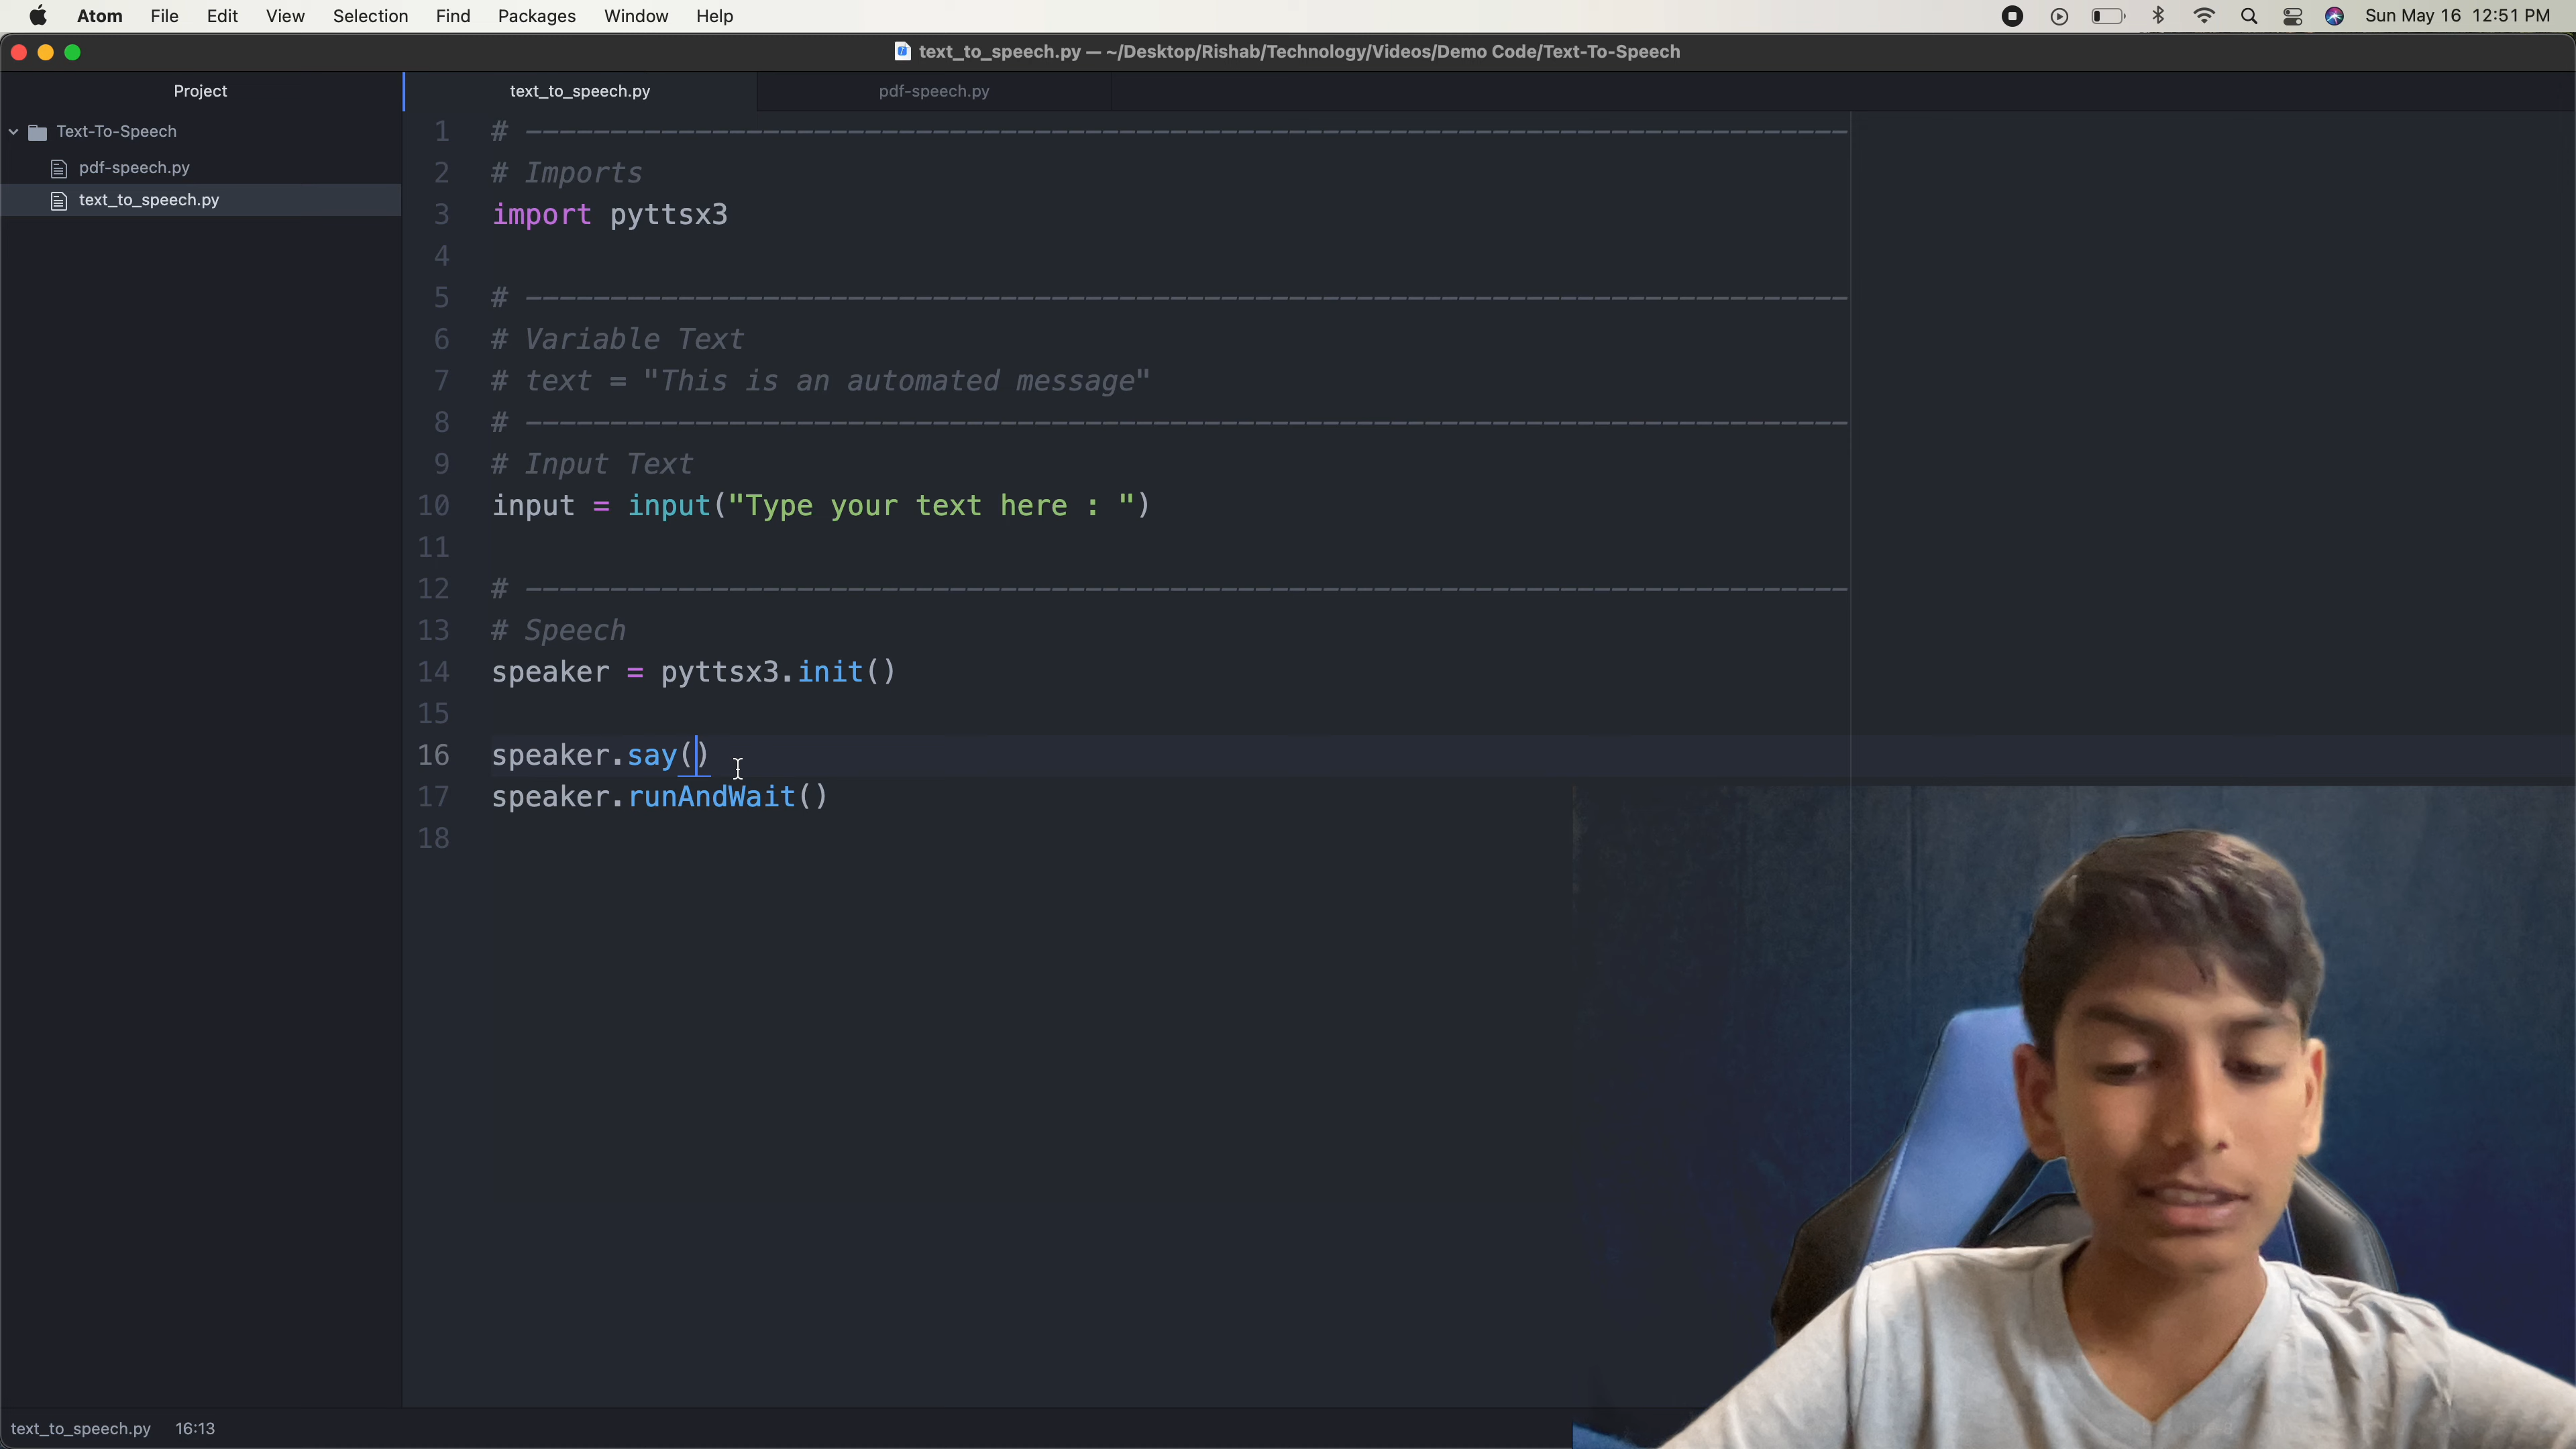 Atom File Edit View Selection Find Packages Window Help Sun May 16 12:51 PM
text_to_speech.py — ~/Desktop/Rishab/Technology/Videos/Demo Code/Text-To-Speech
Project
Text-To-Speech
pdf-speech.py
text_to_speech.py
text_to_speech.py pdf-speech.py
1 # ------------------------------------------------------------------------------
2 # Imports
3 import pyttsx3
4
5 # ------------------------------------------------------------------------------
6 # Variable Text
7 # text = "This is an automated message"
8 # ------------------------------------------------------------------------------
9 # Input Text
10 input = input("Type your text here : ")
11
12 # ------------------------------------------------------------------------------
13 # Speech
14 speaker = pyttsx3.init()
15
16 speaker.say()
17 speaker.runAndWait()
18
text_to_speech.py 16:13